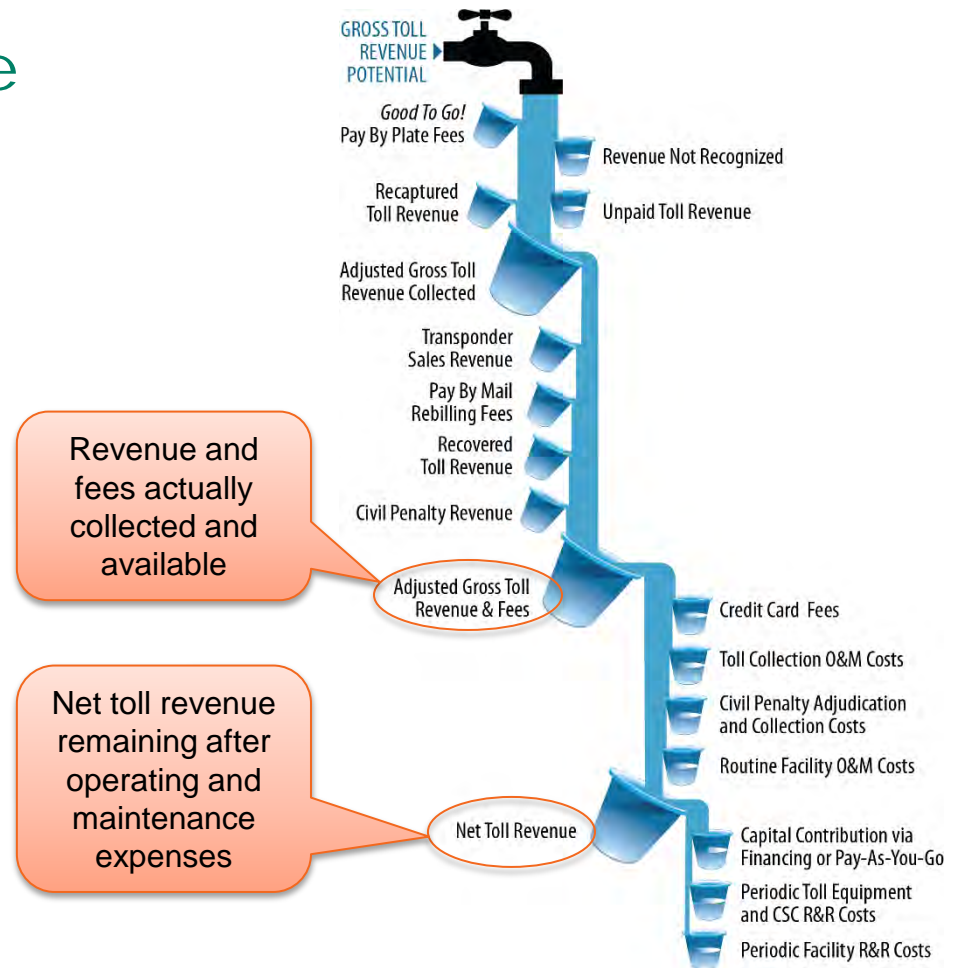 e
GROSS TOLL
REVENUE
POTENTIAL
Good To Go!
Pay By Plate Fees
Revenue Not Recognized
Recaptured
Toll Revenue
Unpaid Toll Revenue
Adjusted Gross Toll
Revenue Collected
Transponder
Sales Revenue
Pay By Mail
Rebilling Fees
Recovered
Toll Revenue
Civil Penalty Revenue
Revenue and
fees actually
collected and
available
Adjusted Gross Toll
Revenue & Fees
Credit Card Fees
Toll Collection O&M Costs
Civil Penalty Adjudication
and Collection Costs
Routine Facility O&M Costs
Net toll revenue
remaining after
operating and
maintenance
expenses
Net Toll Revenue
Capital Contribution via
Financing or Pay-As-You-Go
Periodic Toll Equipment
and CSC R&R Costs
Periodic Facility R&R Costs